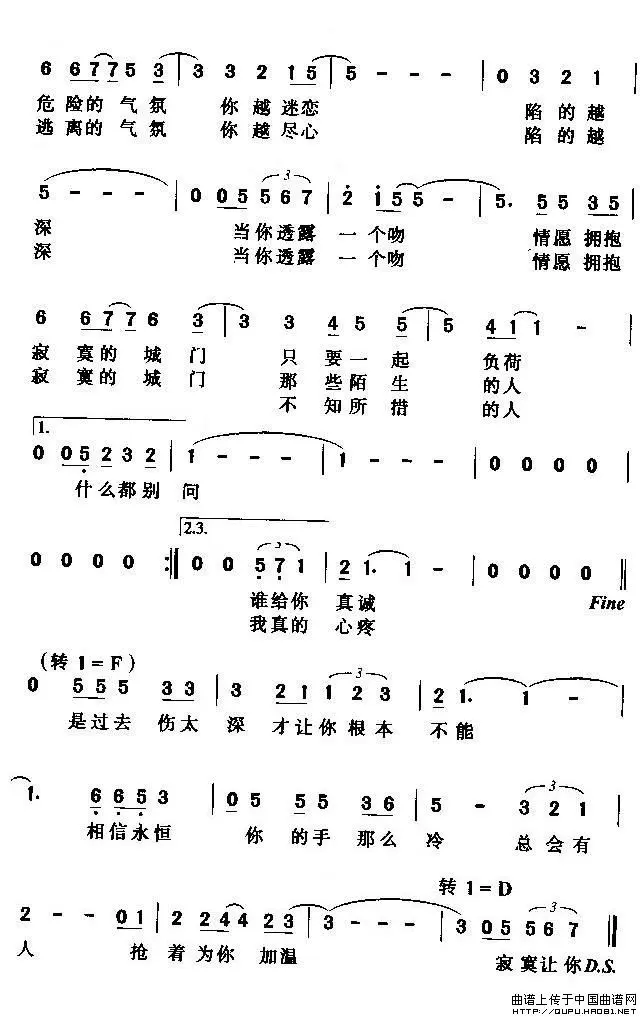 6 6 7 7 5 3 | 3 3 2 1 5 | 5 - - - | 0 3 2 1 |
危险的气氛 你越迷恋 陷的越
逃离的气氛 你越尽心 陷的越
3
5 - - - | 0 0 5 5 6 7 | 2 1 5 5 - | 5. 5 5 3 5 |
深 当你透露一个吻 情愿拥抱
深 当你透露一个吻 情愿拥抱
6 6 7 7 6 3 | 3 3 4 5 5 | 5 4 1 1 - |
寂寞的城门 只要一起 负荷
寂寞的城门 那些陌生 的人
不知所措 的人
1.
0 0 5 2 3 2 | 1 - - - | 1 - - - | 0 0 0 0 |
什么都别 问
2.3.
3
0 0 0 0 :‖ 0 0 5 7 1 | 2 1. 1 - | 0 0 0 0 ‖
谁给你 真诚 Fine
我真的 心疼
(转 1=F)
3
0 5 5 5 3 3 | 3 2 1 1 2 3 | 2 1. 1 - |
是过去 伤太 深 才让你根本 不能
3
1. 6 6 5 3 | 0 5 5 5 3 6 | 5 - 3 2 1 |
相信永恒 你的手那么 冷 总会有
转 1=D
3
2 - - 0 1 | 2 2 4 4 2 3 | 3 - - - | 3 0 5 5 6 7 ‖
人 抢 着为你 加温 寂寞让你D.S.
曲谱上传于中国曲谱网
HTTP://QUPU.HAO81.NET